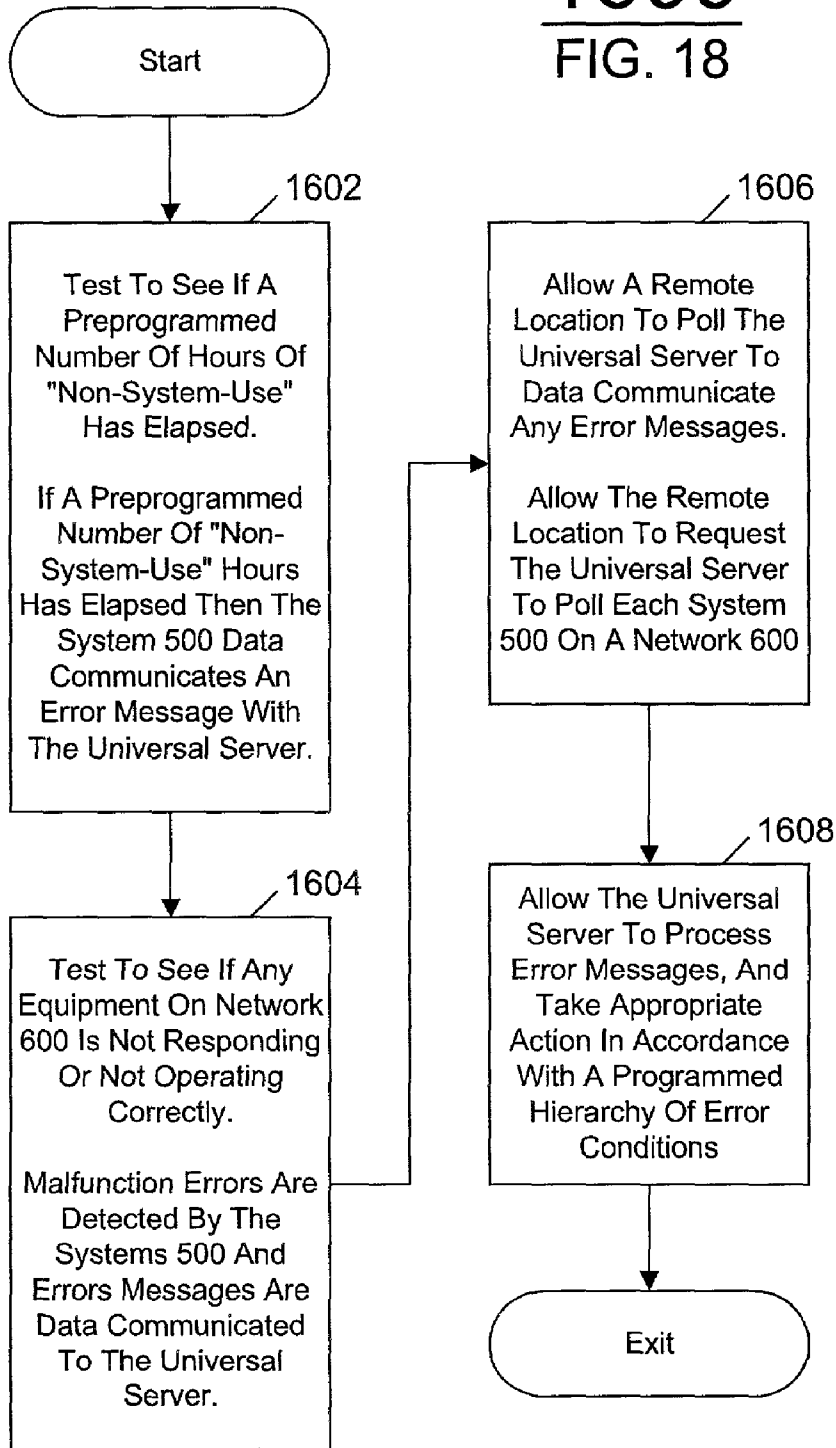 FIG. 18
Start
1602
Test To See If A
Preprogrammed
Number Of Hours Of
"Non-System-Use"
Has Elapsed.
If A Preprogrammed
Number Of "Non-
System-Use" Hours
Has Elapsed Then The
System 500 Data
Communicates An
Error Message With
The Universal Server.
1604
Test To See If Any
Equipment On Network
600 Is Not Responding
Or Not Operating
Correctly.
Malfunction Errors Are
Detected By The
Systems 500 And
Errors Messages Are
Data Communicated
To The Universal
Server.
1606
Allow A Remote
Location To Poll The
Universal Server To
Data Communicate
Any Error Messages.
Allow The Remote
Location To Request
The Universal Server
To Poll Each System
500 On A Network 600
1608
Allow The Universal
Server To Process
Error Messages, And
Take Appropriate
Action In Accordance
With A Programmed
Hierarchy Of Error
Conditions
Exit